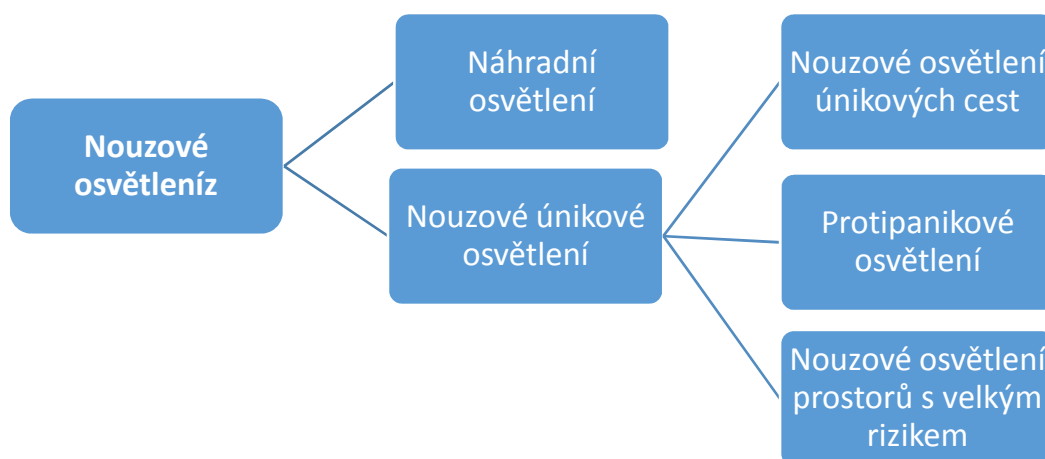 Nouzové
osvětleníz
Náhradní
osvětlení
Nouzové únikové
osvětlení
Nouzové osvětlení
únikových cest
Protipanikové
osvětlení
Nouzové osvětlení
prostorů s velkým
rizikem